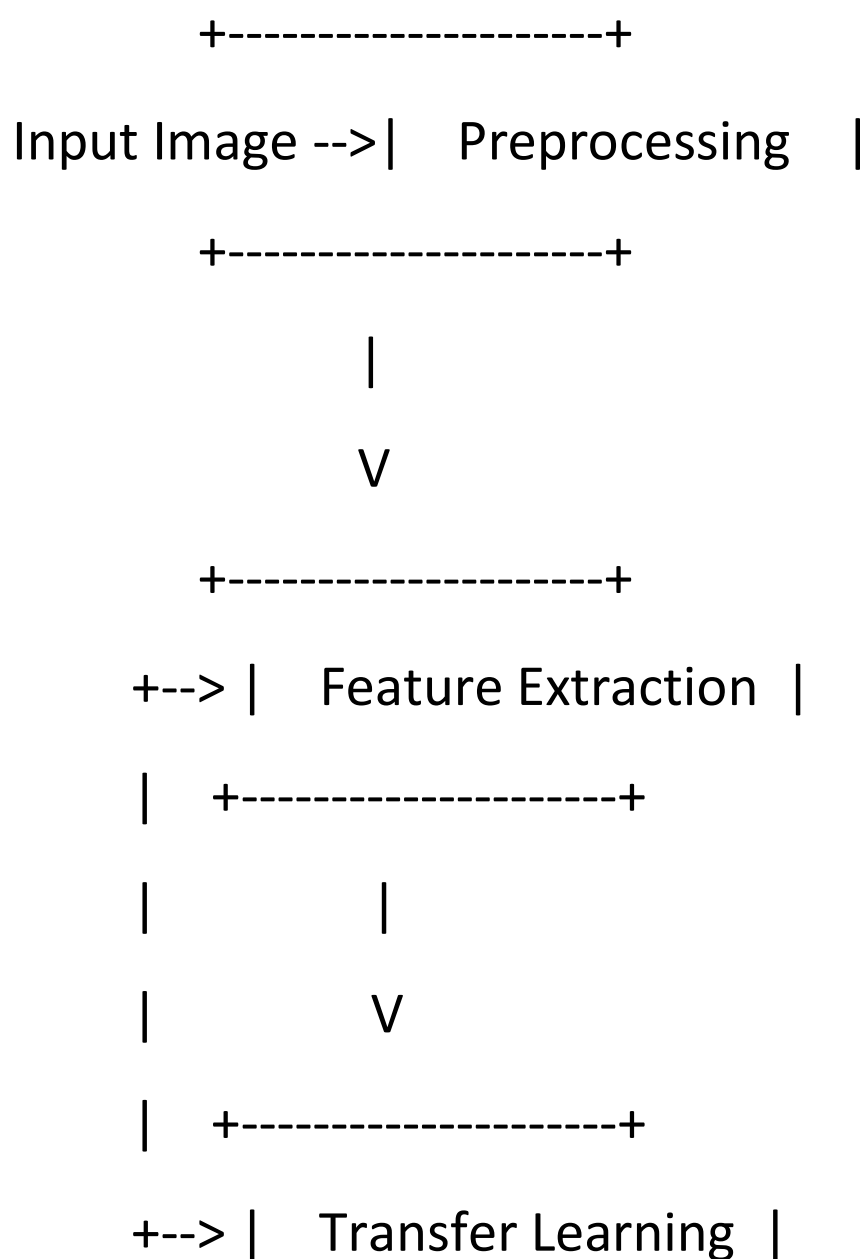 +---------------------+
Input Image -->|    Preprocessing    |
+---------------------+
|
V
+---------------------+
+--> |    Feature Extraction  |
|    +---------------------+
|                |
|                V
|    +---------------------+
+--> |    Transfer Learning  |